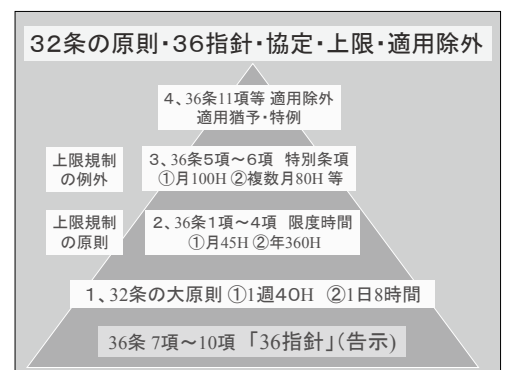 32条の原則・36指針・協定・上限・適用除外
4、36条11項等 適用除外
適用猶予・特例
上限規制
の例外
3、36条5項~6項 特別条項
①月100H ②複数月80H 等
上限規制
の原則
2、36条1項~4項 限度時間
①月45H ②年360H
1、32条の大原則 ①1週40H ②1日8時間
36条 7項~10項 「36指針」(告示)